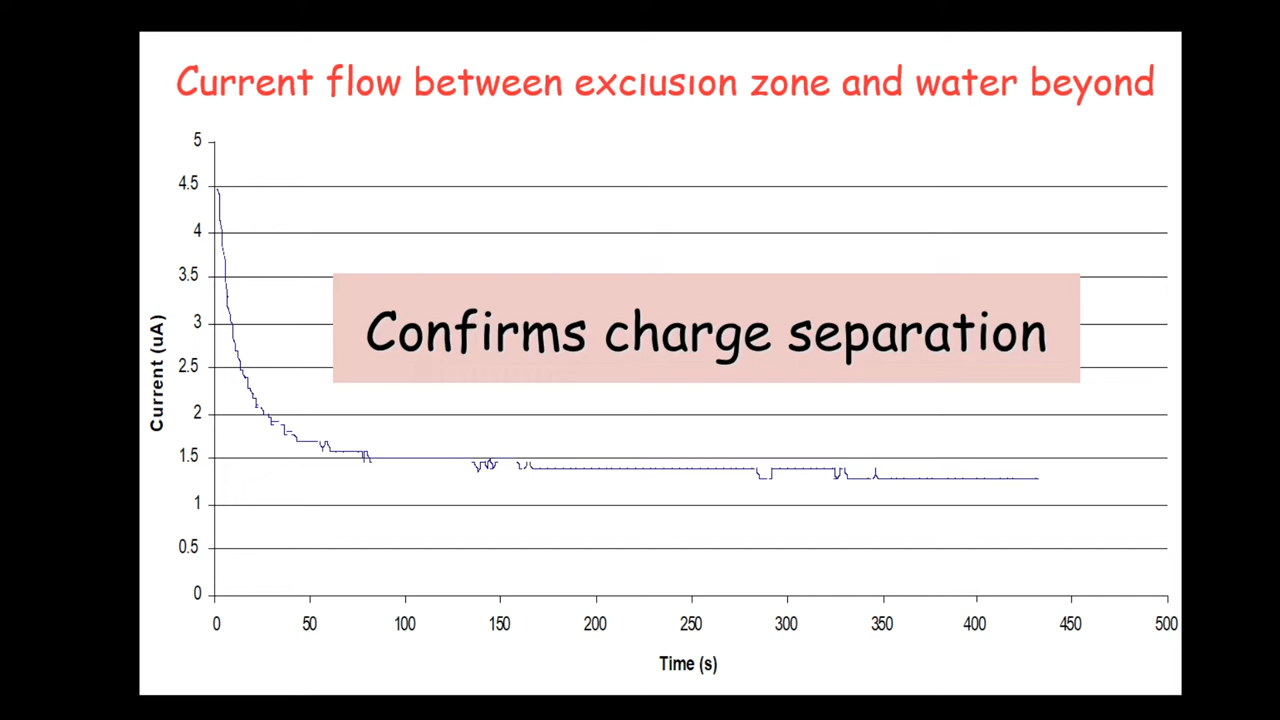 Current flow between exclusion zone and water beyond
5
4.5
4
3.5
3
2.5
2
1.5
1
0.5
0
Current (uA)
Confirms charge separation
0 50 100 150 200 250 300 350 400 450 500
Time (s)